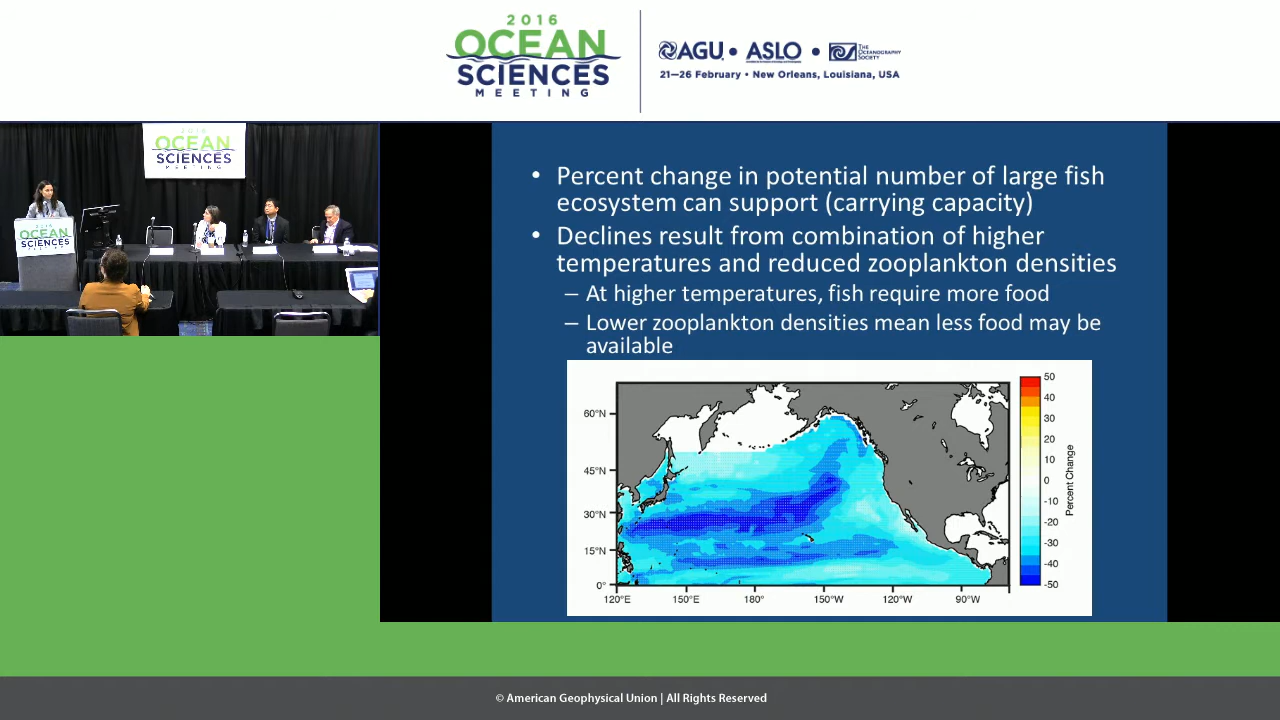 2016
OCEAN
SCIENCES
MEETING
AGU • ASLO • THE OCEANOGRAPHY SOCIETY
21—26 February • New Orleans, Louisiana, USA
2016
OCEAN
SCIENCES
MEETING
2016
OCEAN
SCIENCES
MEETING
• Percent change in potential number of large fish
ecosystem can support (carrying capacity)
• Declines result from combination of higher
temperatures and reduced zooplankton densities
– At higher temperatures, fish require more food
– Lower zooplankton densities mean less food may be
available
60°N
45°N
30°N
15°N
0°
120°E 150°E 180° 150°W 120°W 90°W
50
40
30
20
10
0
-10
-20
-30
-40
-50
Percent Change
© American Geophysical Union | All Rights Reserved